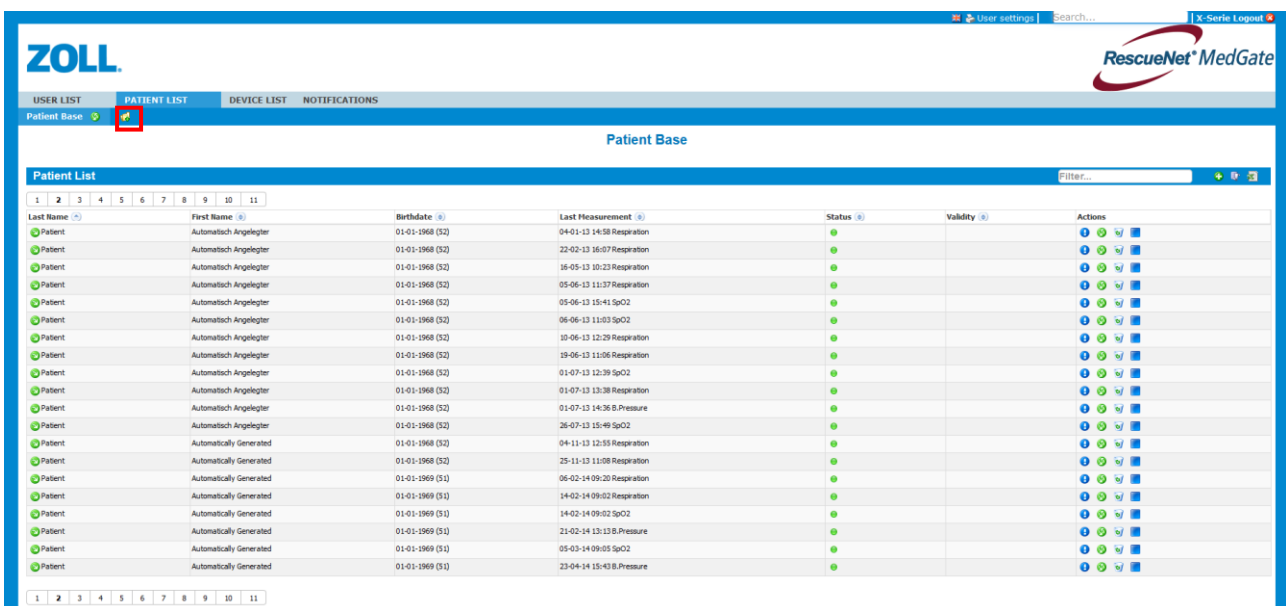 User settings | Search... | X-Serie Logout
ZOLL.
RescueNet® MedGate
USER LIST PATIENT LIST DEVICE LIST NOTIFICATIONS
Patient Base
Patient Base
Patient List Filter...
1 2 3 4 5 6 7 8 9 10 11
Last Name First Name Birthdate Last Measurement Status Validity Actions
Patient Automatisch Angelegter 01-01-1968 (52) 04-01-13 14:58 Respiration
Patient Automatisch Angelegter 01-01-1968 (52) 22-02-13 16:07 Respiration
Patient Automatisch Angelegter 01-01-1968 (52) 16-05-13 10:23 Respiration
Patient Automatisch Angelegter 01-01-1968 (52) 05-06-13 11:37 Respiration
Patient Automatisch Angelegter 01-01-1968 (52) 05-06-13 15:41 SpO2
Patient Automatisch Angelegter 01-01-1968 (52) 06-06-13 11:03 SpO2
Patient Automatisch Angelegter 01-01-1968 (52) 10-06-13 12:29 Respiration
Patient Automatisch Angelegter 01-01-1968 (52) 19-06-13 11:06 Respiration
Patient Automatisch Angelegter 01-01-1968 (52) 01-07-13 12:39 SpO2
Patient Automatisch Angelegter 01-01-1968 (52) 01-07-13 13:38 Respiration
Patient Automatisch Angelegter 01-01-1968 (52) 01-07-13 14:36 B.Pressure
Patient Automatisch Angelegter 01-01-1968 (52) 26-07-13 15:49 SpO2
Patient Automatically Generated 01-01-1968 (52) 04-11-13 12:55 Respiration
Patient Automatically Generated 01-01-1968 (52) 25-11-13 11:08 Respiration
Patient Automatically Generated 01-01-1969 (51) 06-02-14 09:20 Respiration
Patient Automatically Generated 01-01-1969 (51) 14-02-14 09:02 Respiration
Patient Automatically Generated 01-01-1969 (51) 14-02-14 09:02 SpO2
Patient Automatically Generated 01-01-1969 (51) 21-02-14 13:13 B.Pressure
Patient Automatically Generated 01-01-1969 (51) 05-03-14 09:05 SpO2
Patient Automatically Generated 01-01-1969 (51) 23-04-14 15:43 B.Pressure
1 2 3 4 5 6 7 8 9 10 11